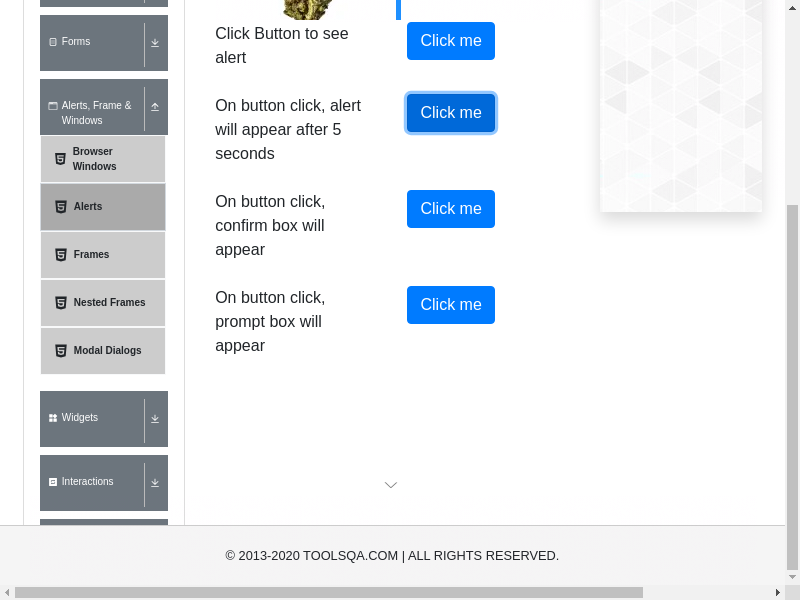 Forms
Alerts, Frame &
Windows
Browser
Windows
Alerts
Frames
Nested Frames
Modal Dialogs
Widgets
Interactions
Click Button to see
alert
Click me
On button click, alert
will appear after 5
seconds
Click me
On button click,
confirm box will
appear
Click me
On button click,
prompt box will
appear
Click me
© 2013-2020 TOOLSQA.COM | ALL RIGHTS RESERVED.